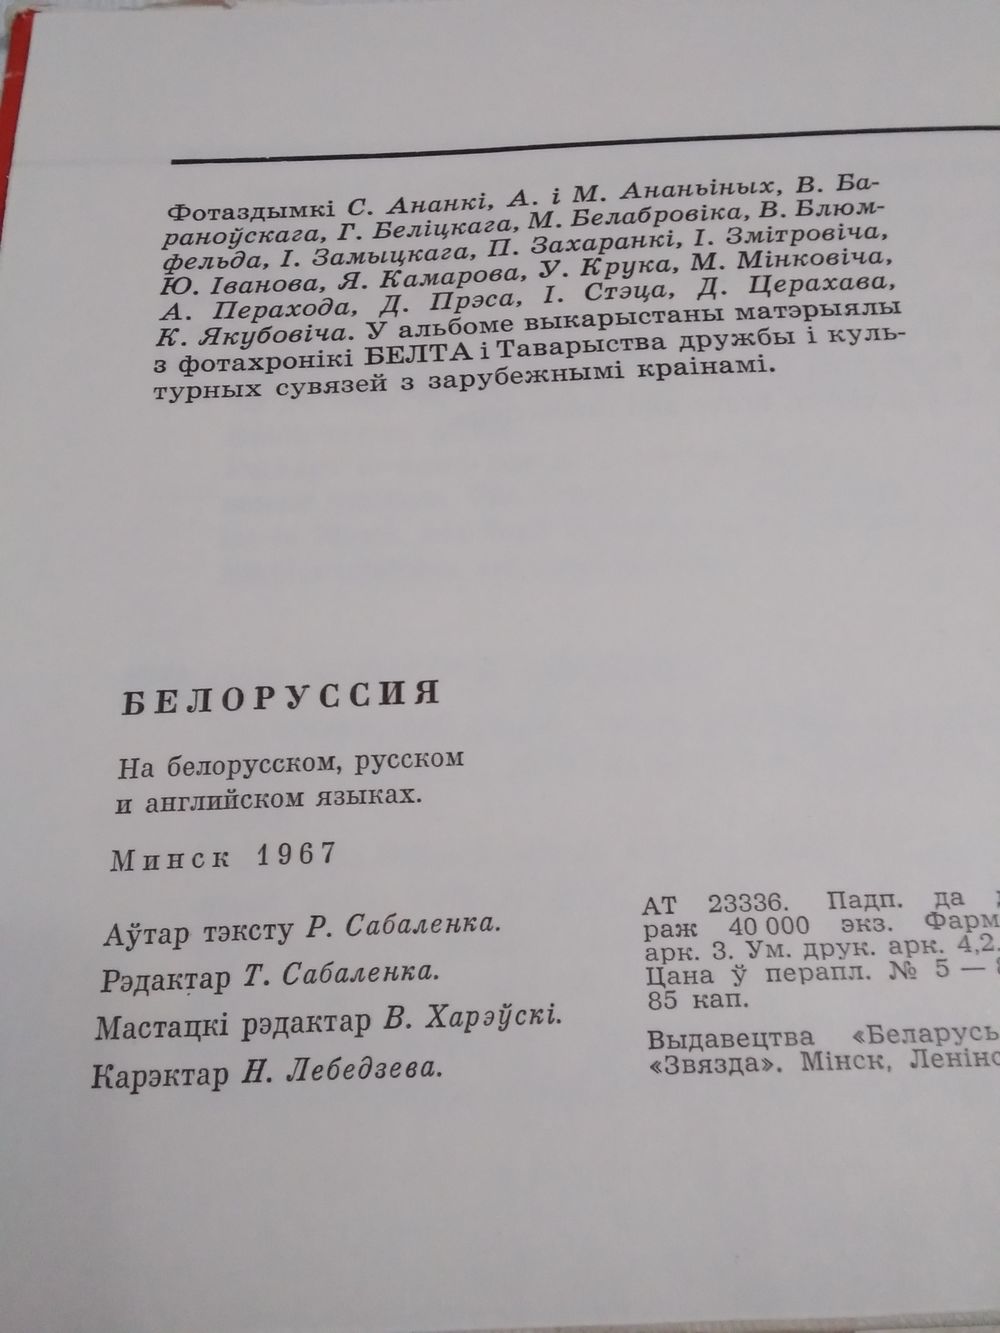 Фотаздымкі С. Ананкі, А. і М. Ананьіных, В. Ба-
раноўскага, Г. Беліцкага, М. Белабровіка, В. Блюм-
фельда, І. Замыцкага, П. Захаранкі, І. Змітровіча,
Ю. Іванова, Я. Камарова, У. Крука, М. Мінковіча,
А. Перахода, Д. Прэса, І. Стэца, Д. Церахава,
К. Якубовіча. У альбоме выкарыстаны матэрыялы
з фотахронікі БЕЛТА і Таварыства дружбы і куль-
турных сувязей з зарубежнымі краінамі.
БЕЛОРУССИЯ
На белорусском, русском
и английском языках.
Минск 1967
Аўтар тэксту Р. Сабаленка.
Рэдактар Т. Сабаленка.
Мастацкі рэдактар В. Харэўскі.
Карэктар Н. Лебедзева.
АТ 23336. Падп. да
раж 40 000 экз. Фарм
арк. 3. Ум. друк. арк. 4,2.
Цана ў перапл. № 5 —
85 кап.
Выдавецтва «Беларусь
«Звязда». Мінск, Ленінс